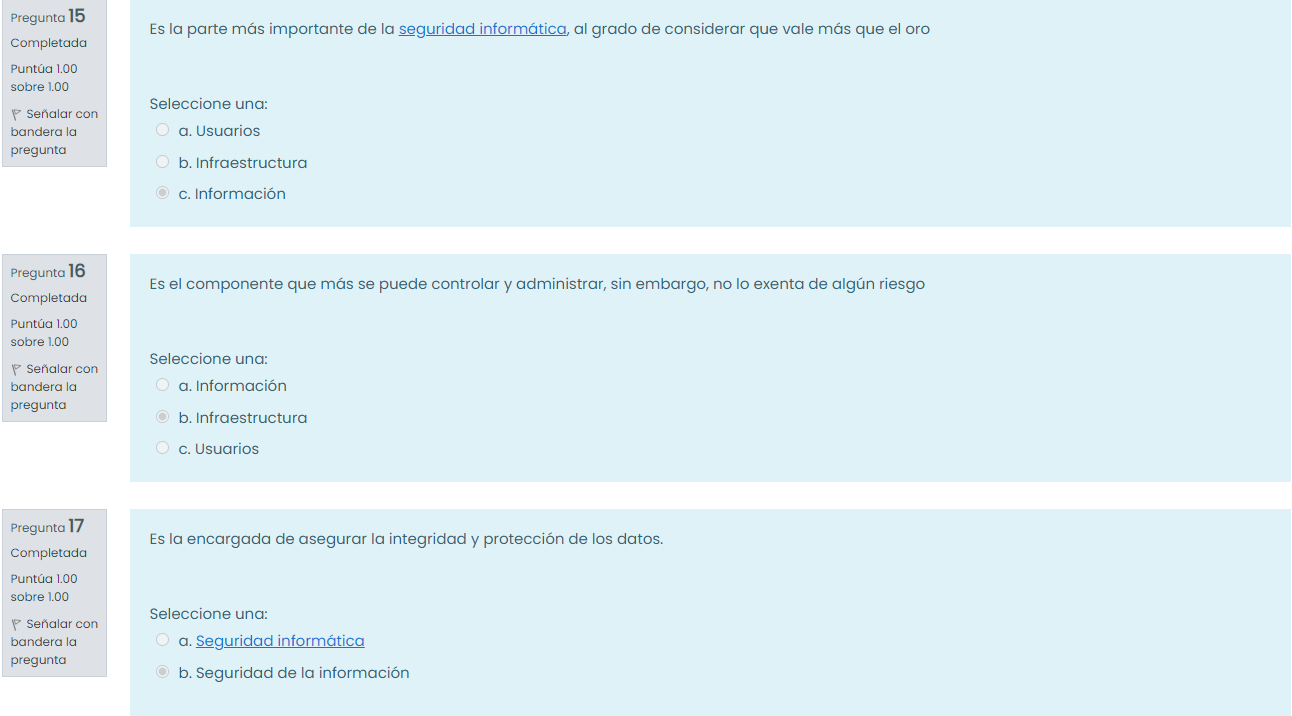 Pregunta 15
Completada
Puntúa 1.00
sobre 1.00
Señalar con
bandera la
pregunta
Es la parte más importante de la seguridad informática, al grado de considerar que vale más que el oro
Seleccione una:
a. Usuarios
b. Infraestructura
c. Información
Pregunta 16
Completada
Puntúa 1.00
sobre 1.00
Señalar con
bandera la
pregunta
Es el componente que más se puede controlar y administrar, sin embargo, no lo exenta de algún riesgo
Seleccione una:
a. Información
b. Infraestructura
c. Usuarios
Pregunta 17
Completada
Puntúa 1.00
sobre 1.00
Señalar con
bandera la
pregunta
Es la encargada de asegurar la integridad y protección de los datos.
Seleccione una:
a. Seguridad informática
b. Seguridad de la información